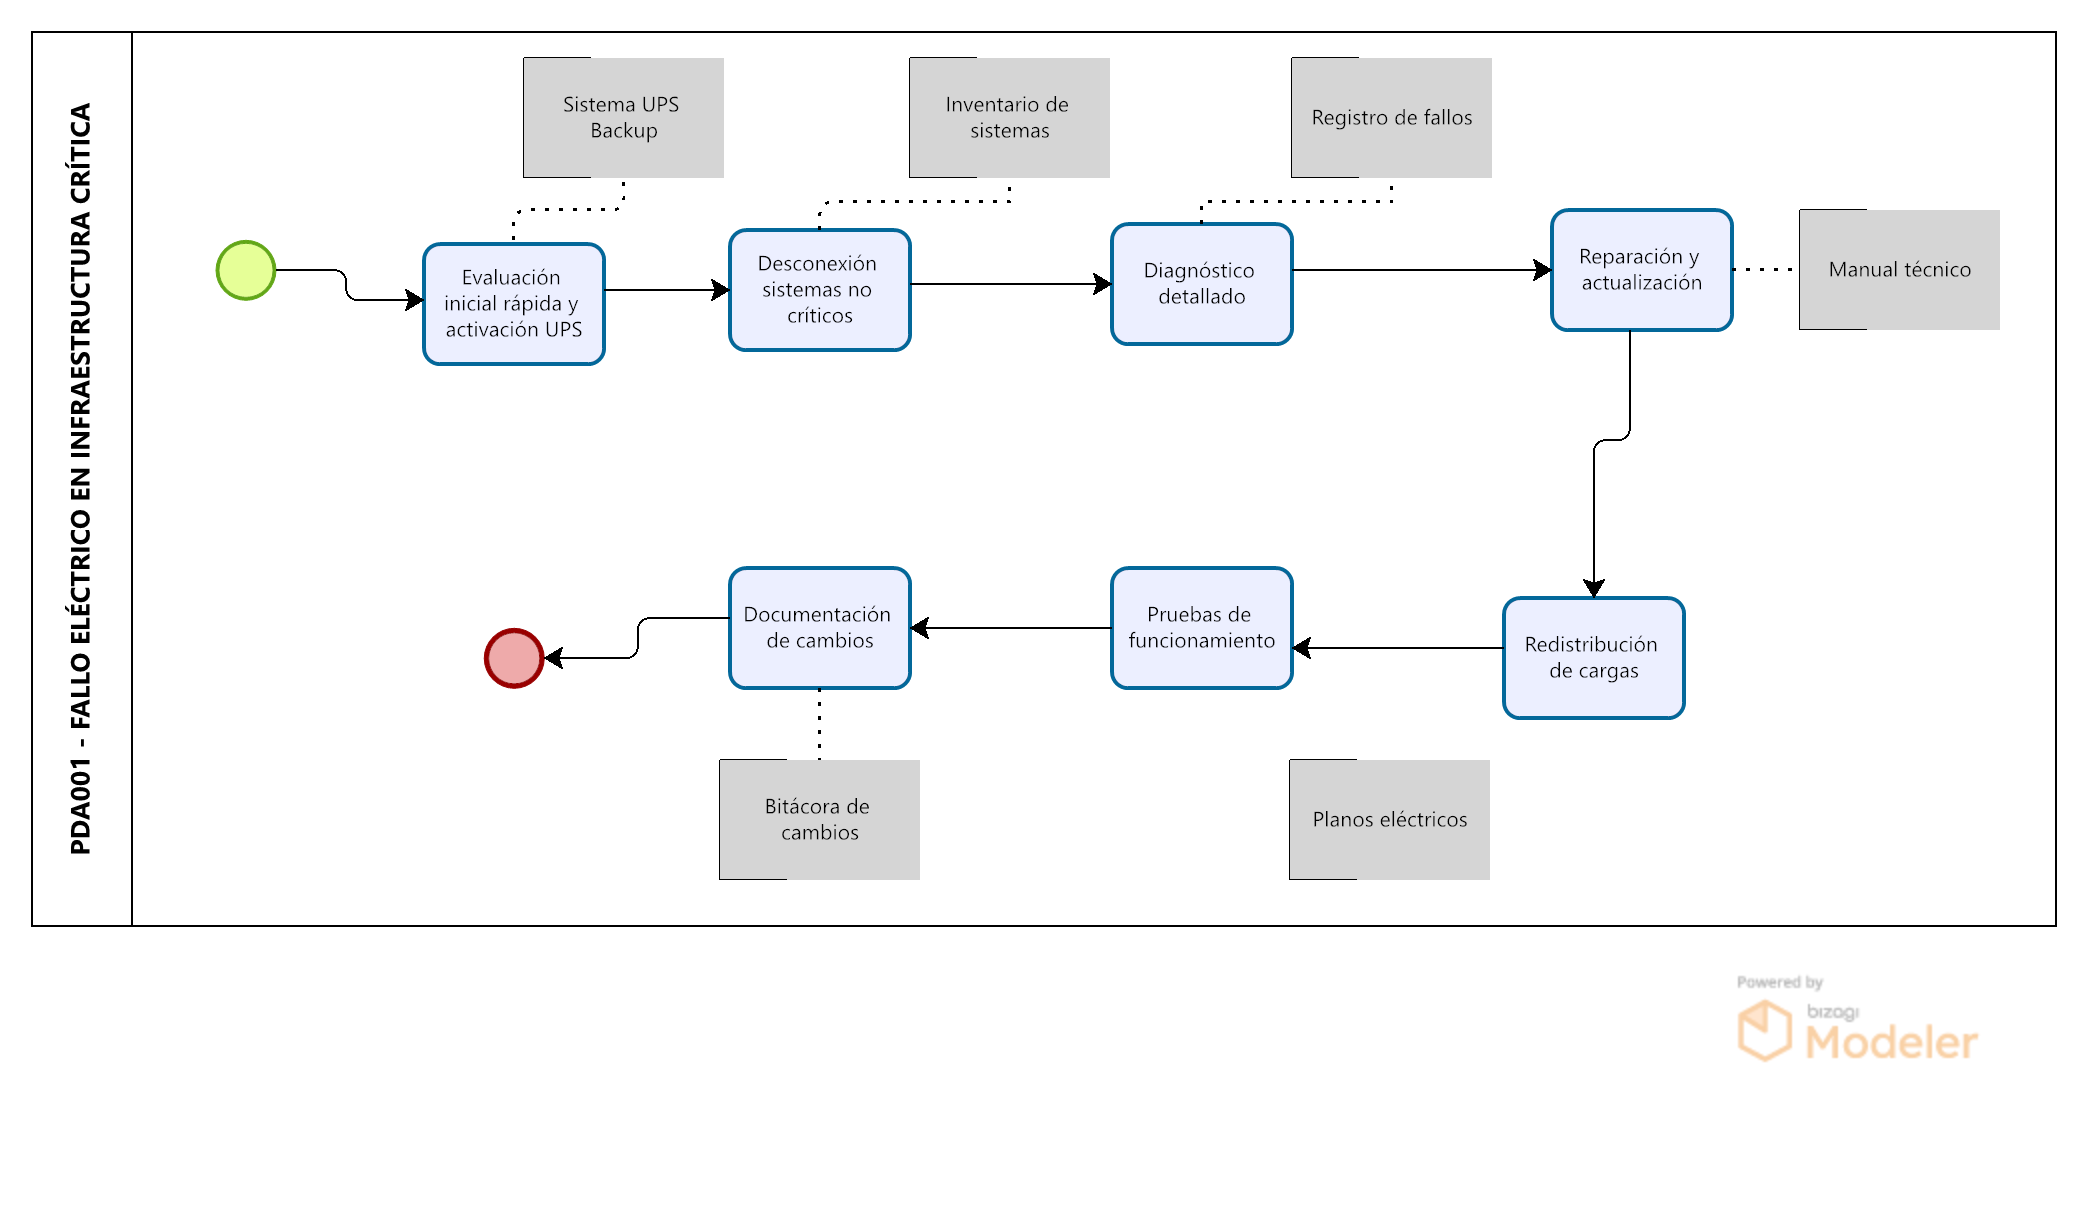 PDA001 - FALLO ELÉCTRICO EN INFRAESTRUCTURA CRÍTICA
Sistema UPS
Backup
Inventario de
sistemas
Registro de fallos
Evaluación
inicial rápida y
activación UPS
Desconexión
sistemas no
críticos
Diagnóstico
detallado
Reparación y
actualización
Manual técnico
Documentación
de cambios
Pruebas de
funcionamiento
Redistribución
de cargas
Bitácora de
cambios
Planos eléctricos
Powered by
bizagi
Modeler